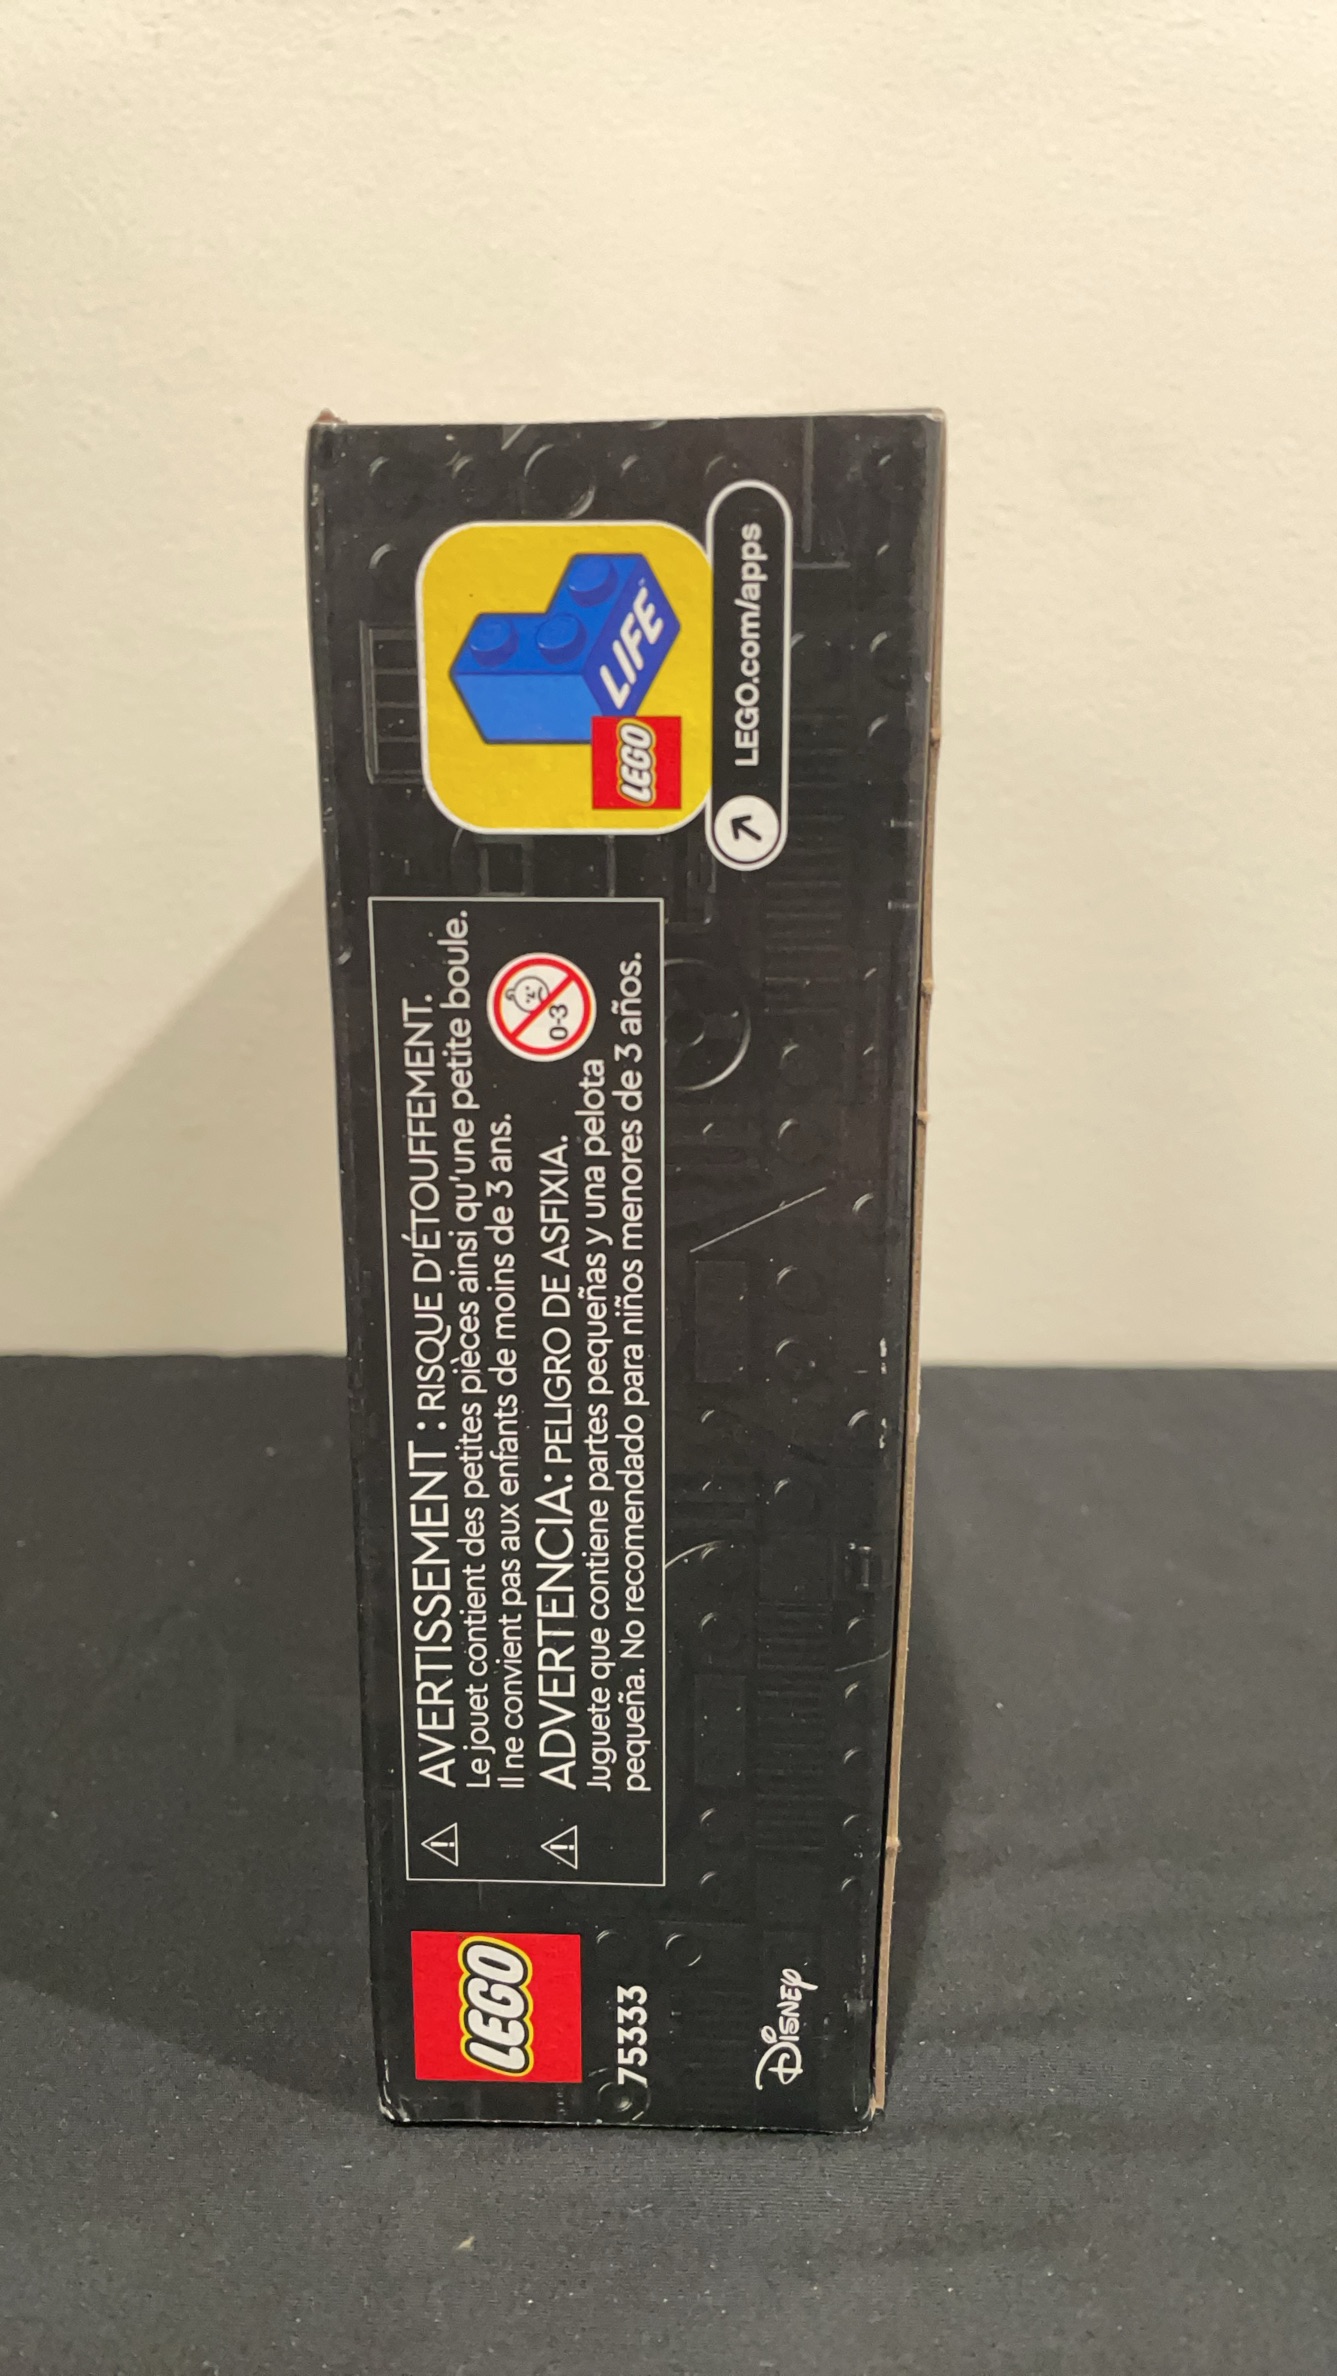 LEGO
75333
Disney
AVERTISSEMENT : RISQUE D'ÉTOUFFEMENT.
Le jouet contient des petites pièces ainsi qu'une petite boule.
Il ne convient pas aux enfants de moins de 3 ans.
ADVERTENCIA: PELIGRO DE ASFIXIA.
Juguete que contiene partes pequeñas y una pelota
pequeña. No recomendado para niños menores de 3 años.
0-3
LEGO
LIFE
LEGO.com/apps